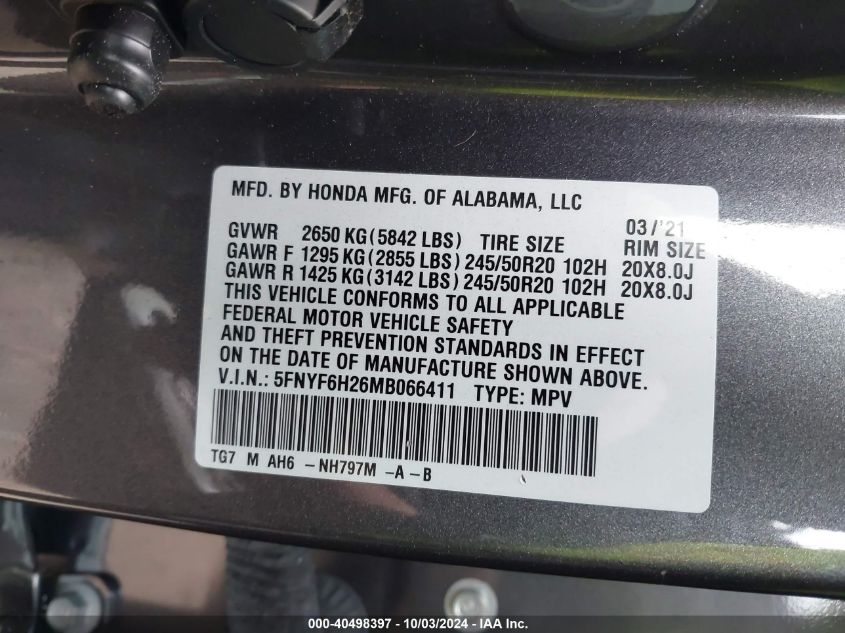 MFD. BY HONDA MFG. OF ALABAMA, LLC
03/'21
GVWR 2650 KG(5842 LBS) TIRE SIZE RIM SIZE
GAWR F 1295 KG(2855 LBS)245/50R20 102H 20X8.0J
GAWR R 1425 KG(3142 LBS)245/50R20 102H 20X8.0J
THIS VEHICLE CONFORMS TO ALL APPLICABLE
FEDERAL MOTOR VEHICLE SAFETY
AND THEFT PREVENTION STANDARDS IN EFFECT
ON THE DATE OF MANUFACTURE SHOWN ABOVE.
V.I.N.: 5FNYF6H26MB066411 TYPE: MPV
TG7 M AH6 -NH797M -A-B
000-40498397 - 10/03/2024 - IAA Inc.